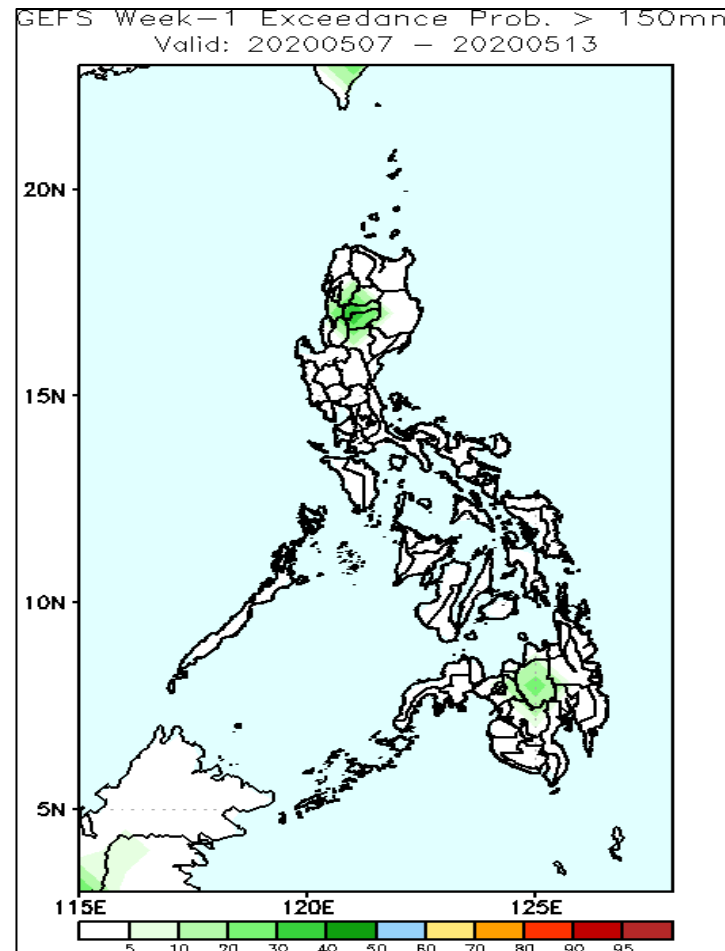 GEFS Week-1 Exceedance Prob. > 150mm
Valid: 20200507 - 20200513
20N
15N
10N
5N
115E 120E 125E
5 10 20 30 40 50 60 70 80 90 95